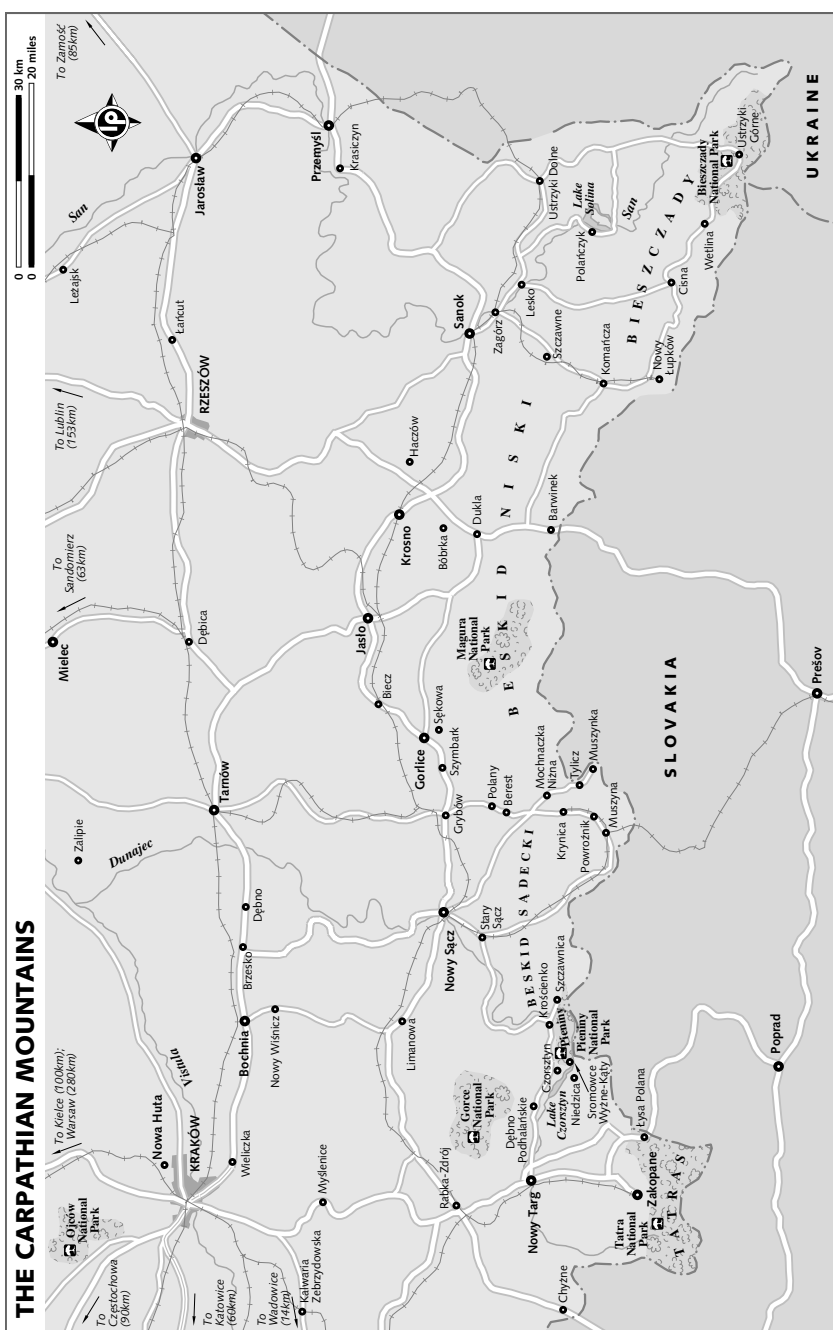 THE CARPATHIAN MOUNTAINS
0
30 km
0
20 miles
To Kielce (100km);
Warsaw (280km)
To
Sandomierz
(63km)
To Lublin
(153km)
To Zamość
(85km)
To
Częstochowa
(90km)
To
Katowice
(60km)
To
Wadowice
(14km)
Ojców
National
Park
Nowa Huta
KRAKÓW
Wieliczka
Vistula
Zalipie
Dunajec
Mielec
Leżajsk
San
Jarosław
Łańcut
RZESZÓW
Dębica
Tarnów
Dębno
Brzesko
Bochnia
Nowy Wiśnicz
Myślenice
Kalwaria
Zebrzydowska
Przemyśl
Krasiczyn
Limanowa
Rabka-Zdrój
Gorce
National
Park
Nowy Sącz
Stary
Sącz
Grybów
Szymbark
Gorlice
Sękowa
Biecz
Jasło
Krosno
Haczów
Bóbrka
Dukla
Sanok
Zagórz
Lesko
Ustrzyki Dolne
Lake
Solina
Polańczyk
San
Szczawne
Komańcza
Nowy
Łupków
Cisna
Wetlina
Bieszczady
National Park
Ustrzyki
Górne
BIESZCZADY
UKRAINE
Barwinek
BESKID NISKI
Magura
National
Park
Polany
Berest
Mochnaczka
Niżna
Tylicz
Muszynka
Krynica
Powroźnik
Muszyna
BESKID SĄDECKI
Szczawnica
Krościenko
Pieniny
Pieniny
National
Park
Czorsztyn
Lake
Czorsztyn
Niedzica
Sromowce
Wyżne-Kąty
Dębno
Podhalańskie
Nowy Targ
Chyżne
Tatra
National
Park
Zakopane
TATRAS
Łysa Polana
Poprad
Prešov
SLOVAKIA
lp